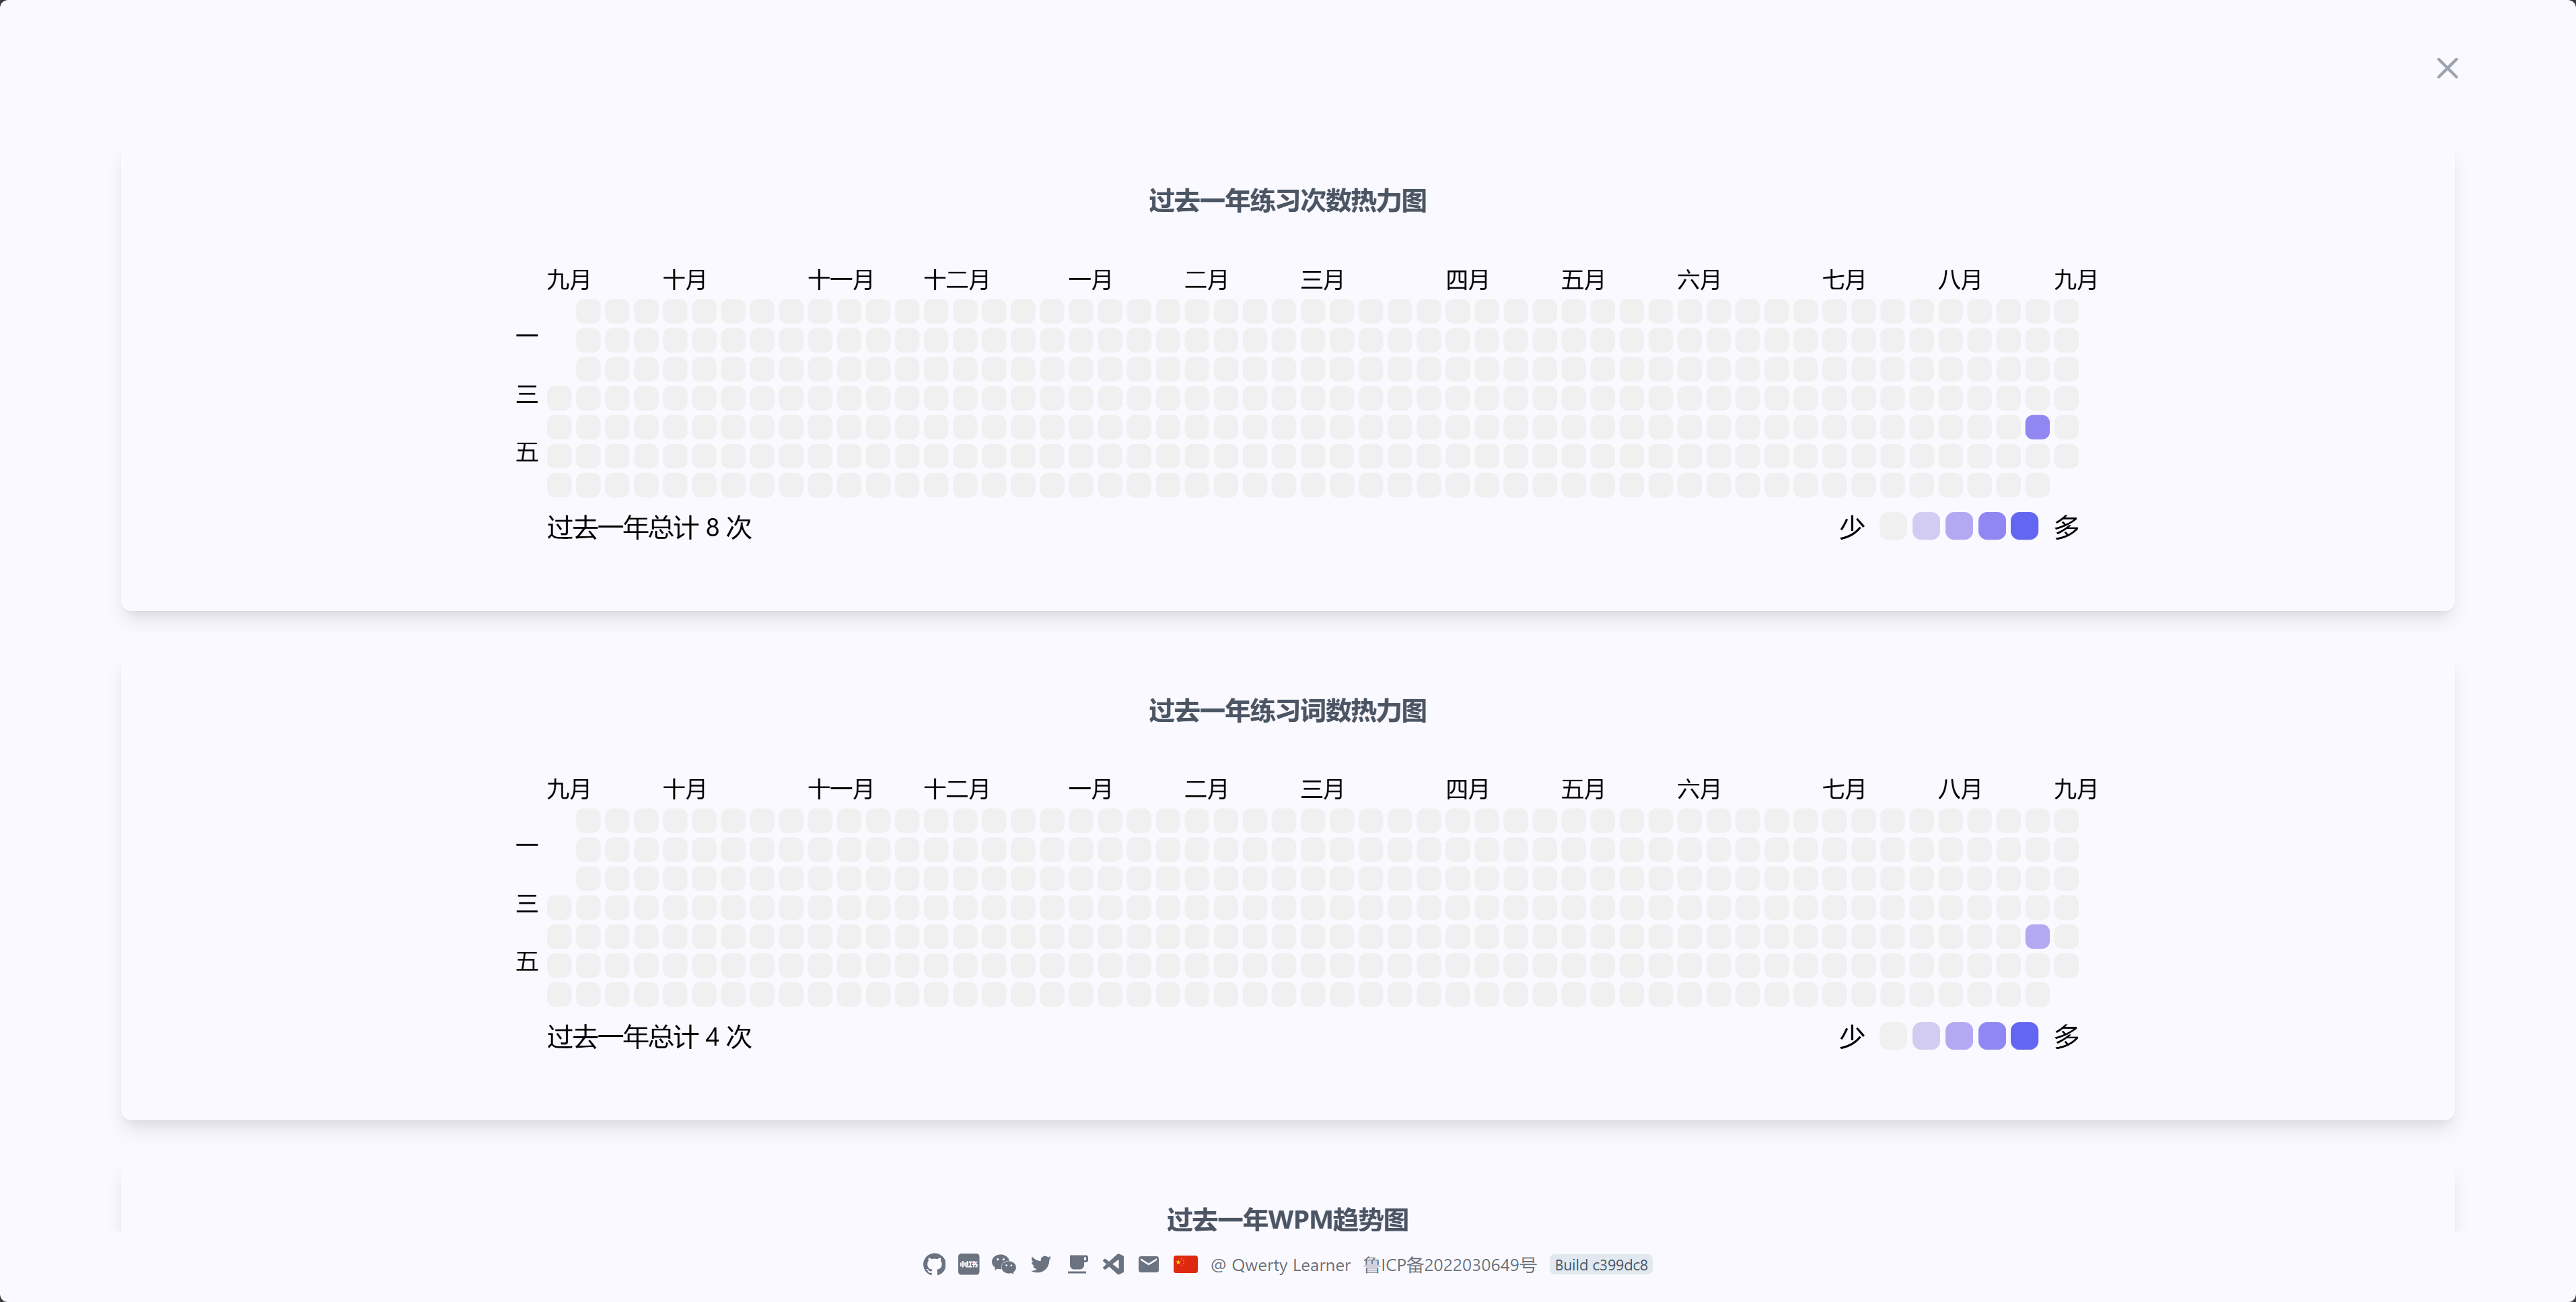 过去一年练习次数热力图
九月 十月 十一月 十二月 一月 二月 三月 四月 五月 六月 七月 八月 九月
一
三
五
过去一年总计 8 次 少 多
过去一年练习词数热力图
九月 十月 十一月 十二月 一月 二月 三月 四月 五月 六月 七月 八月 九月
一
三
五
过去一年总计 4 次 少 多
过去一年WPM趋势图
小红书 @ Qwerty Learner 鲁ICP备2022030649号 Build c399dc8